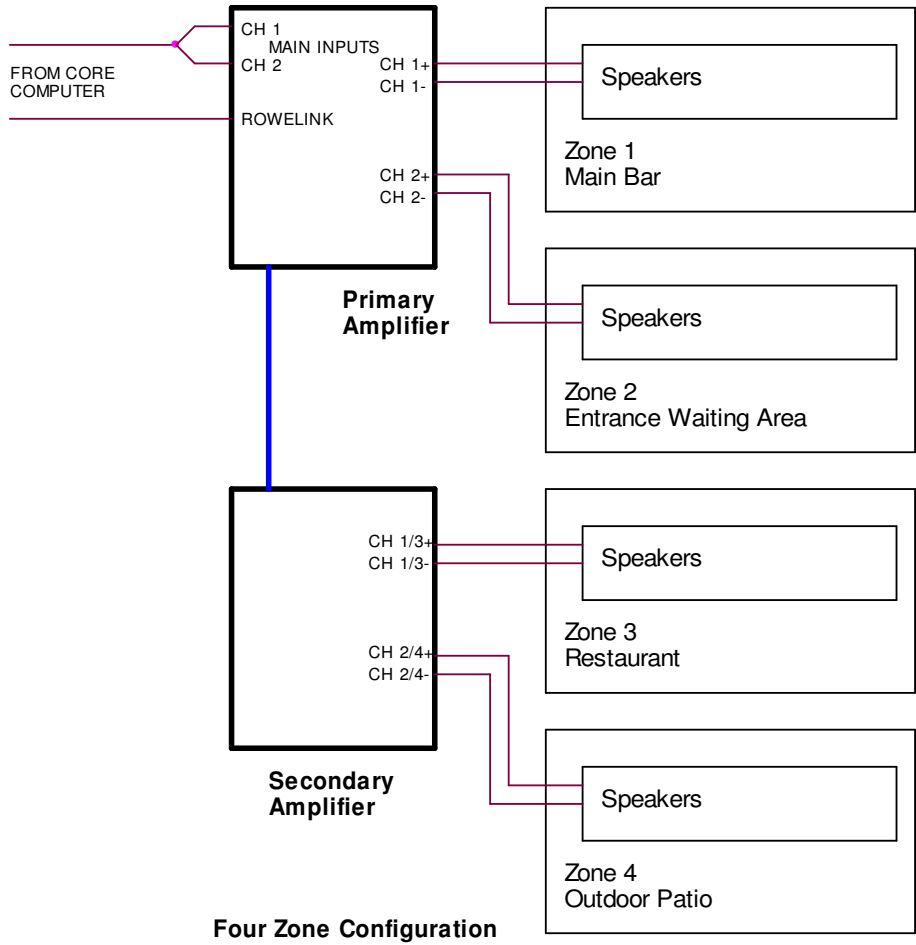 CH 1
MAIN INPUTS
CH 2
FROM CORE
COMPUTER
ROWELINK
CH 1+
CH 1-
CH 2+
CH 2-
Primary
Amplifier
Speakers
Zone 1
Main Bar
Speakers
Zone 2
Entrance Waiting Area
CH 1/3+
CH 1/3-
CH 2/4+
CH 2/4-
Secondary
Amplifier
Speakers
Zone 3
Restaurant
Speakers
Zone 4
Outdoor Patio
Four Zone Configuration